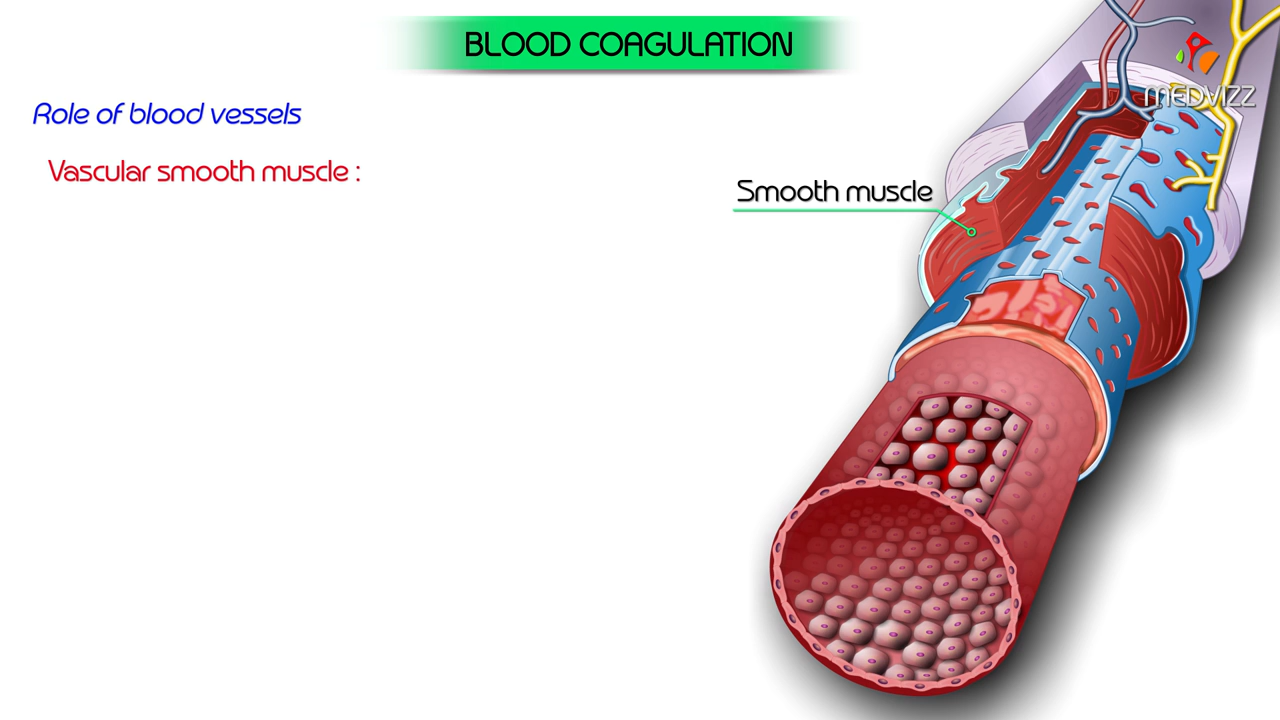 BLOOD COAGULATION
MEDVIZZ
Role of blood vessels
Vascular smooth muscle :
Smooth muscle